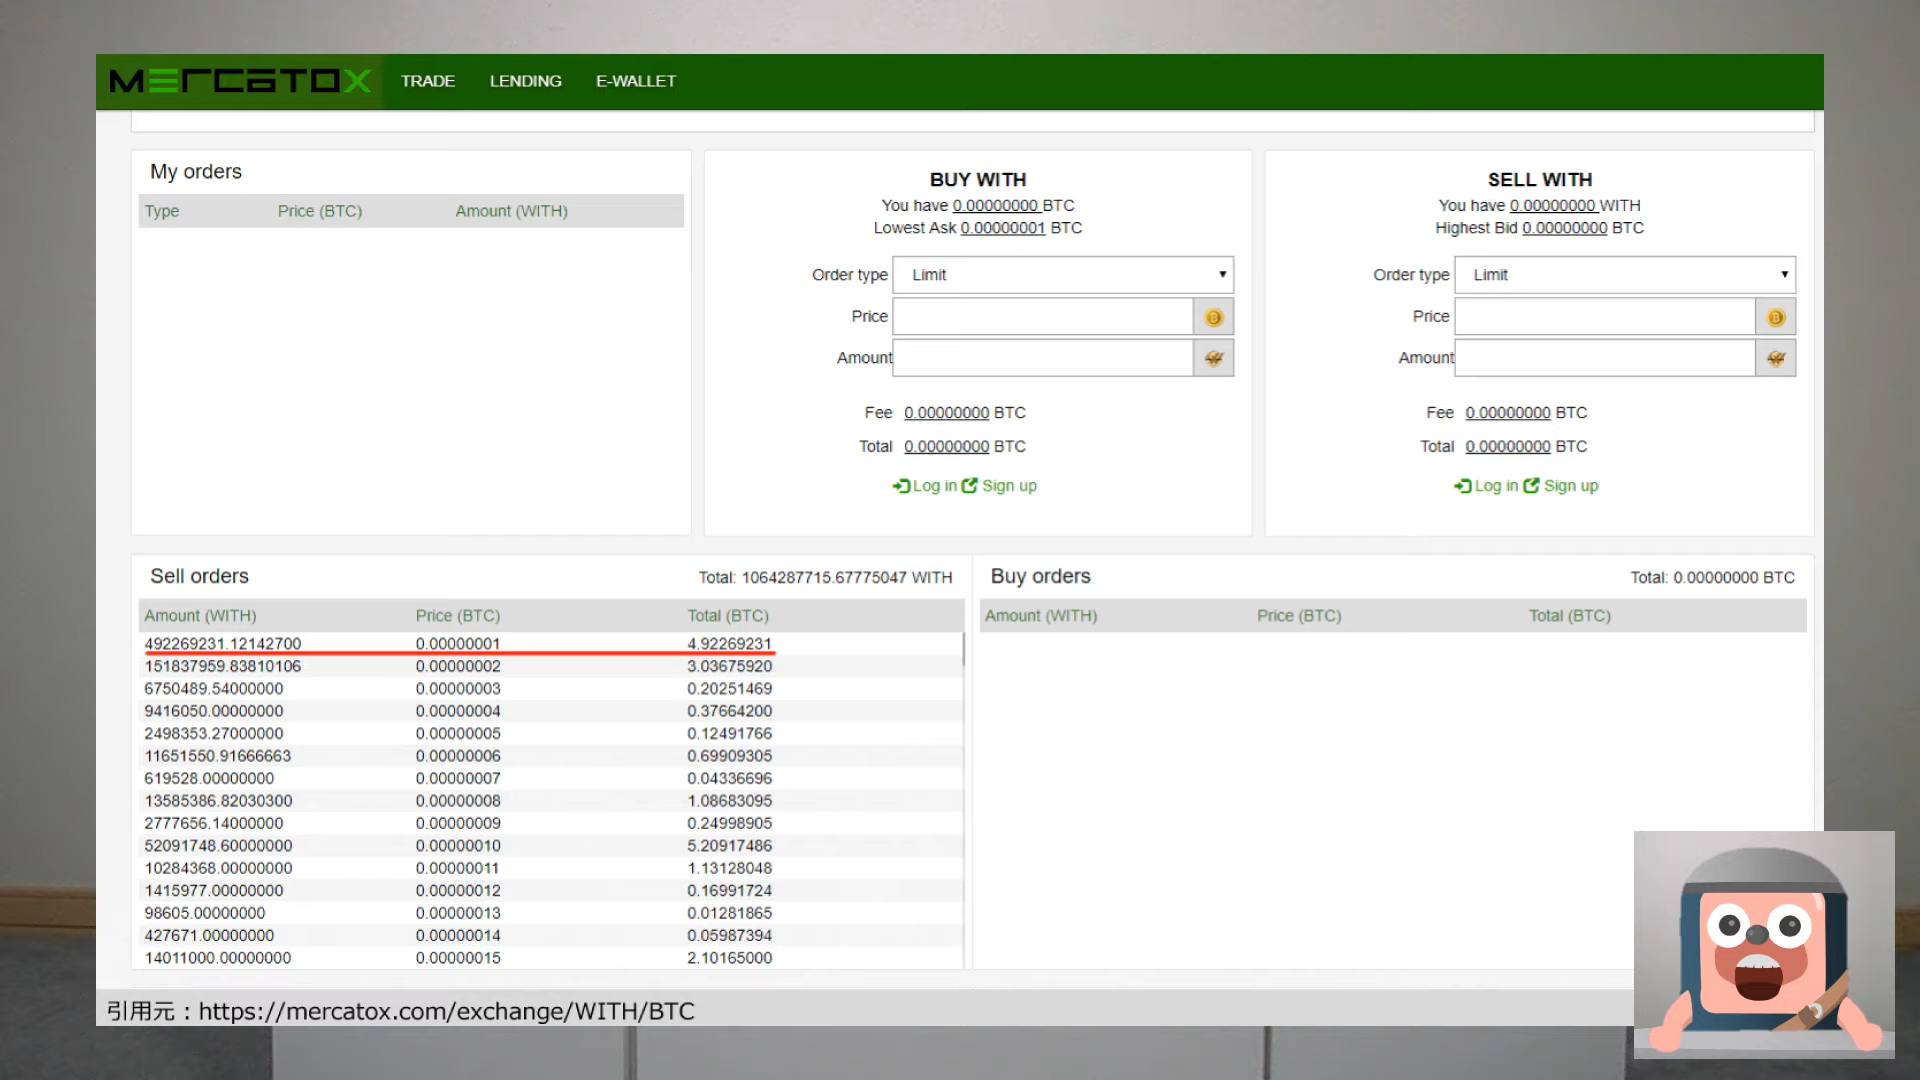 MERCATOX TRADE LENDING E-WALLET
My orders
Type Price (BTC) Amount (WITH)
BUY WITH
You have 0.00000000 BTC
Lowest Ask 0.00000001 BTC
Order type Limit
Price
Amount
Fee 0.00000000 BTC
Total 0.00000000 BTC
Log in Sign up
SELL WITH
You have 0.00000000 WITH
Highest Bid 0.00000000 BTC
Order type Limit
Price
Amount
Fee 0.00000000 BTC
Total 0.00000000 BTC
Log in Sign up
Sell orders Total: 1064287715.67775047 WITH
Amount (WITH) Price (BTC) Total (BTC)
492269231.12142700 0.00000001 4.92269231
151837959.83810106 0.00000002 3.03675920
6750489.54000000 0.00000003 0.20251469
9416050.00000000 0.00000004 0.37664200
2498353.27000000 0.00000005 0.12491766
11651550.91666663 0.00000006 0.69909305
619528.00000000 0.00000007 0.04336696
13585386.82030300 0.00000008 1.08683095
2777656.14000000 0.00000009 0.24998905
52091748.60000000 0.00000010 5.20917486
10284368.00000000 0.00000011 1.13128048
1415977.00000000 0.00000012 0.16991724
98605.00000000 0.00000013 0.01281865
427671.00000000 0.00000014 0.05987394
14011000.00000000 0.00000015 2.10165000
Buy orders Total: 0.00000000 BTC
Amount (WITH) Price (BTC) Total (BTC)
引用元：https://mercatox.com/exchange/WITH/BTC